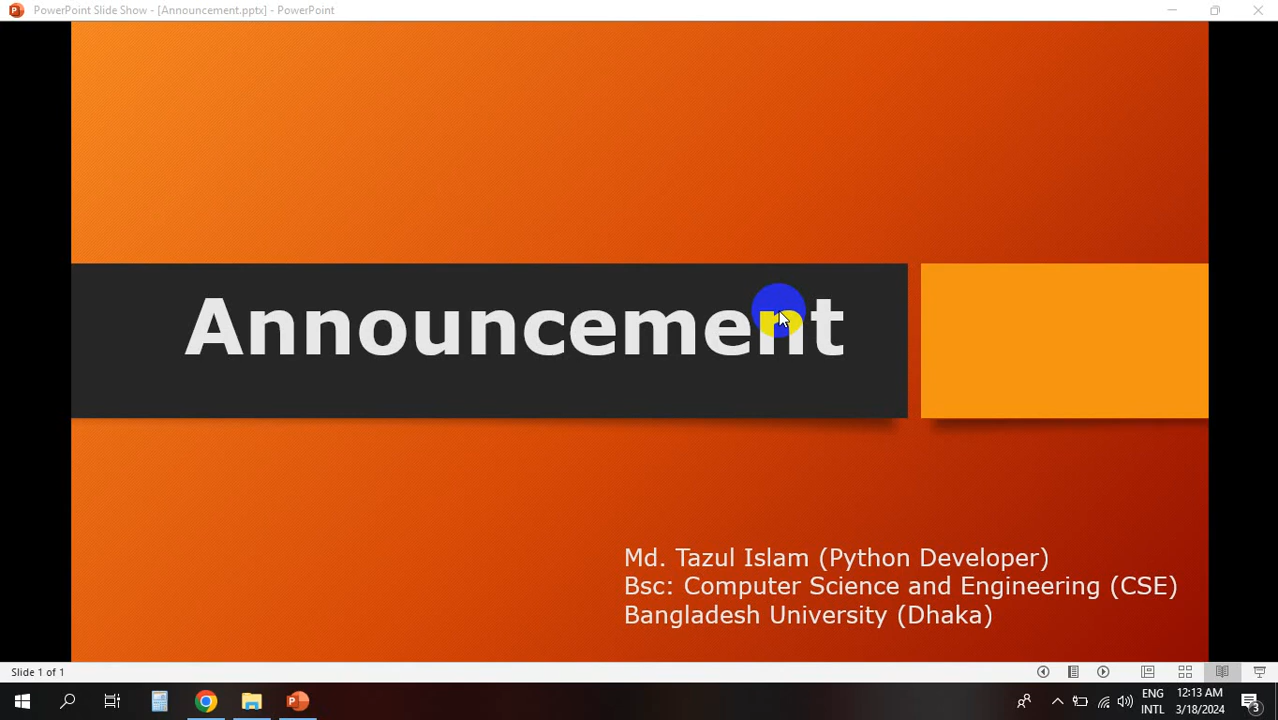 PowerPoint Slide Show - [Announcement.pptx] - PowerPoint
Announcement
Md. Tazul Islam (Python Developer)
Bsc: Computer Science and Engineering (CSE)
Bangladesh University (Dhaka)
Slide 1 of 1
ENG
INTL
12:13 AM
3/18/2024
3